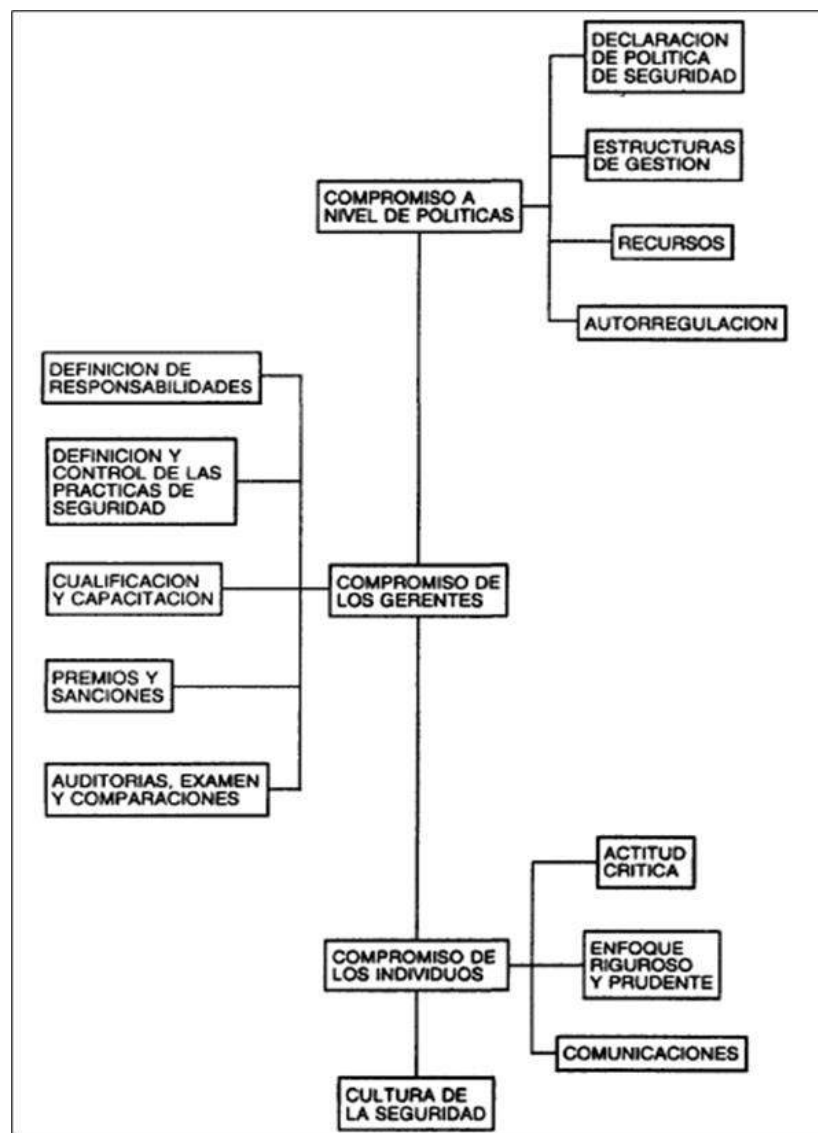 DECLARACION
DE POLITICA
DE SEGURIDAD
ESTRUCTURAS
DE GESTION
COMPROMISO A
NIVEL DE POLITICAS
RECURSOS
AUTORREGULACION
DEFINICION DE
RESPONSABILIDADES
DEFINICION Y
CONTROL DE LAS
PRACTICAS DE
SEGURIDAD
CUALIFICACION
Y CAPACITACION
COMPROMISO DE
LOS GERENTES
PREMIOS Y
SANCIONES
AUDITORIAS, EXAMEN
Y COMPARACIONES
ACTITUD
CRITICA
COMPROMISO DE
LOS INDIVIDUOS
ENFOQUE
RIGUROSO
Y PRUDENTE
COMUNICACIONES
CULTURA DE
LA SEGURIDAD